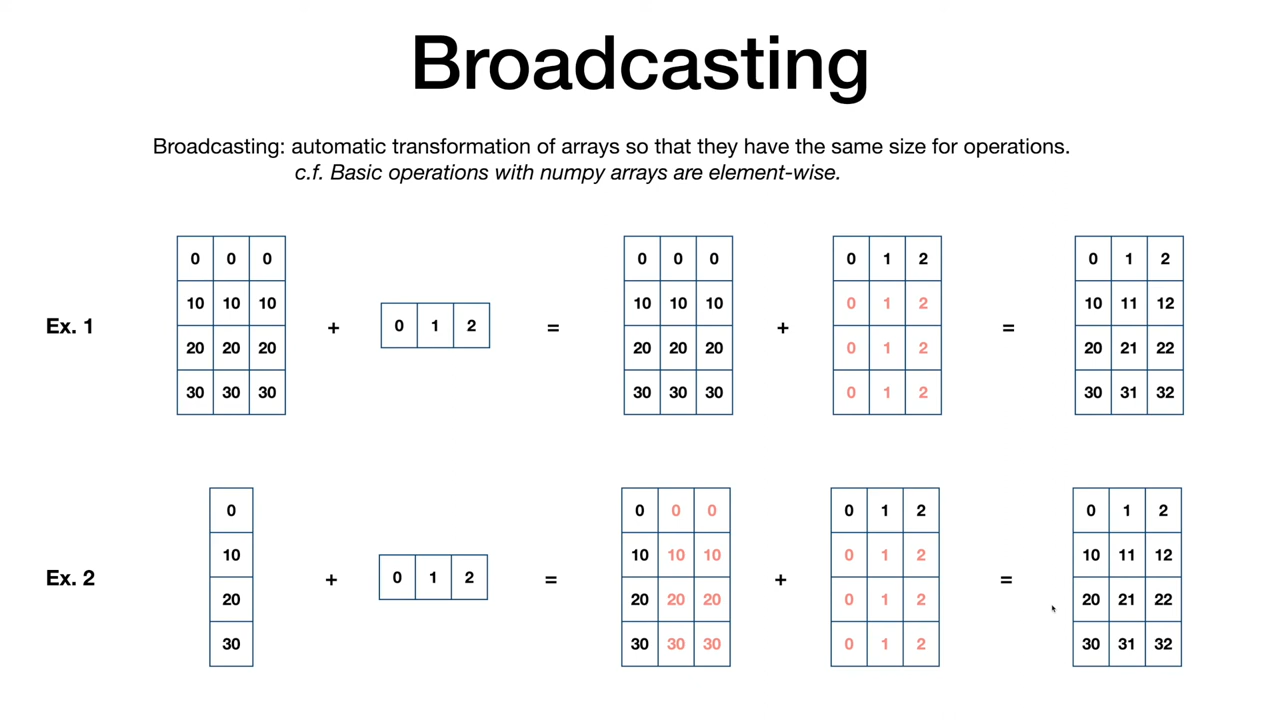 Broadcasting
Broadcasting: automatic transformation of arrays so that they have the same size for operations.
c.f. Basic operations with numpy arrays are element-wise.
Ex. 1
0 0 0
10 10 10
20 20 20
30 30 30
+
0 1 2
=
0 0 0
10 10 10
20 20 20
30 30 30
+
0 1 2
0 1 2
0 1 2
0 1 2
=
0 1 2
10 11 12
20 21 22
30 31 32
Ex. 2
0
10
20
30
+
0 1 2
=
0 0 0
10 10 10
20 20 20
30 30 30
+
0 1 2
0 1 2
0 1 2
0 1 2
=
0 1 2
10 11 12
20 21 22
30 31 32